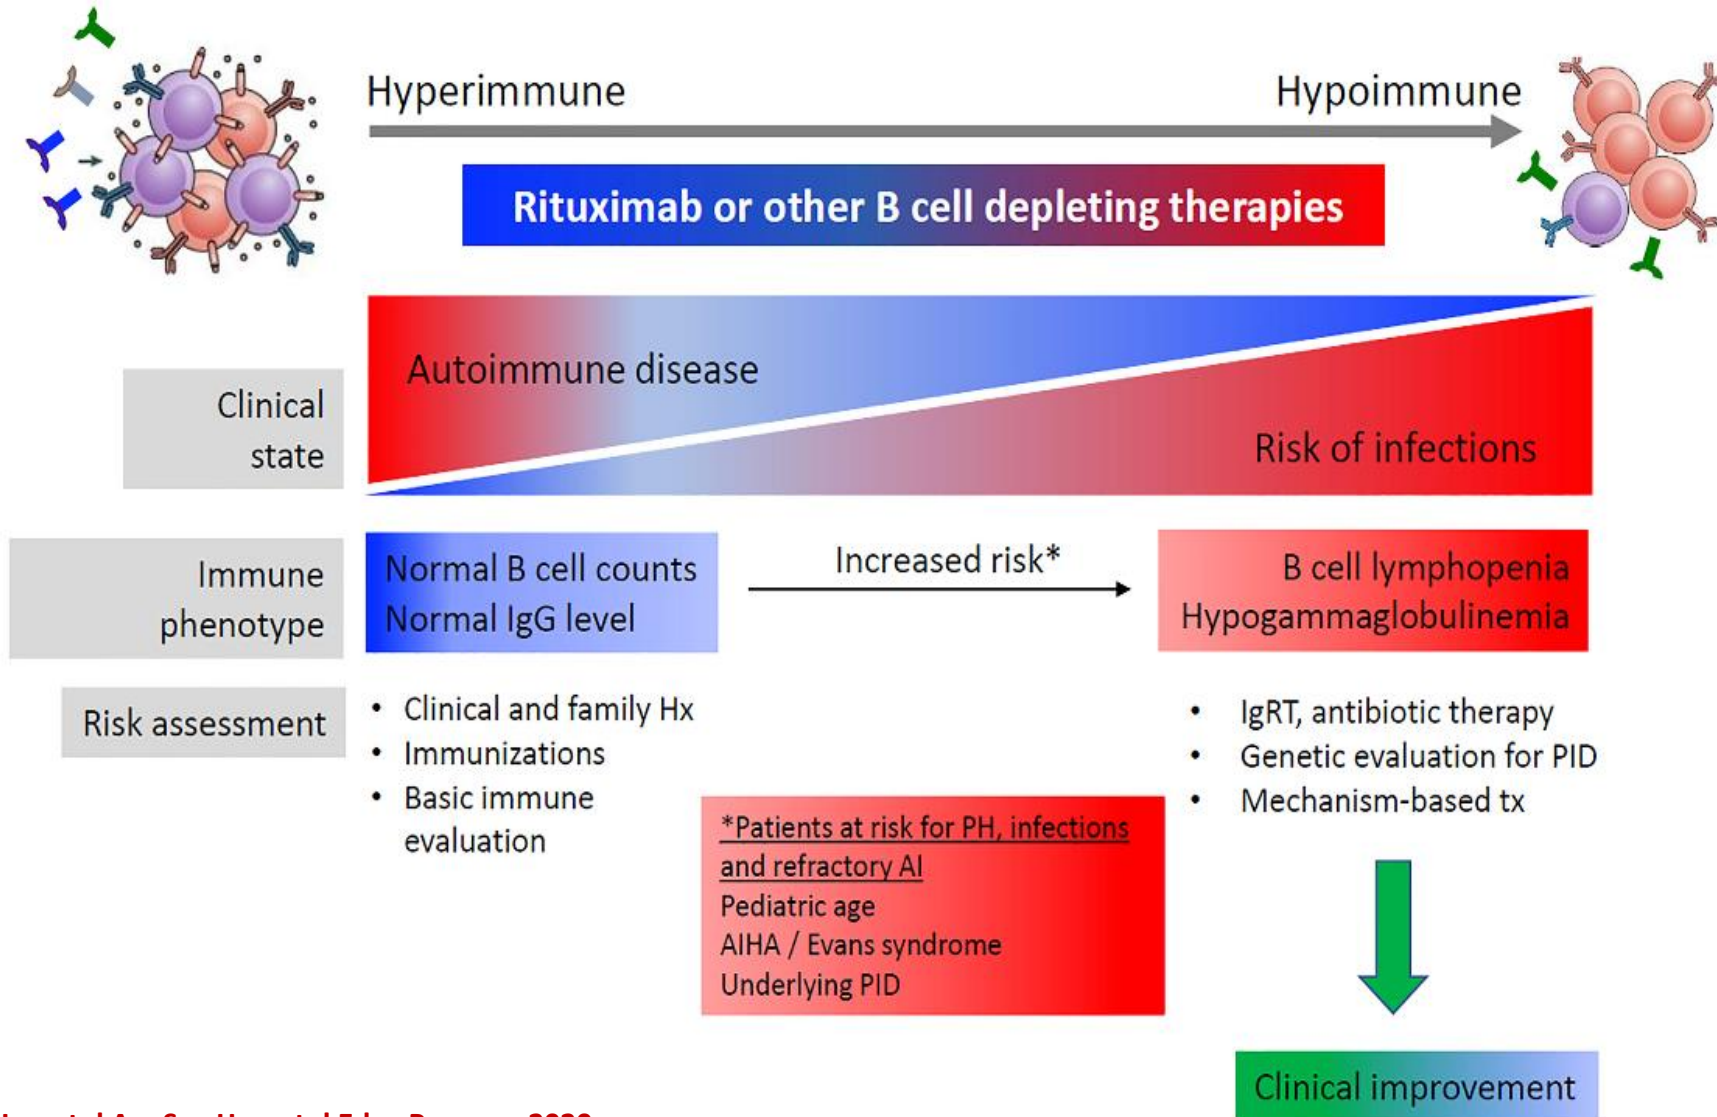 Hyperimmune
Hypoimmune
Rituximab or other B cell depleting therapies
Autoimmune disease
Clinical
state
Risk of infections
Immune
phenotype
Normal B cell counts
Normal IgG level
Increased risk*
B cell lymphopenia
Hypogammaglobulinemia
Risk assessment
• Clinical and family Hx
• Immunizations
• Basic immune
evaluation
*Patients at risk for PH, infections
and refractory AI
Pediatric age
AIHA / Evans syndrome
Underlying PID
• IgRT, antibiotic therapy
• Genetic evaluation for PID
• Mechanism-based tx
Clinical improvement